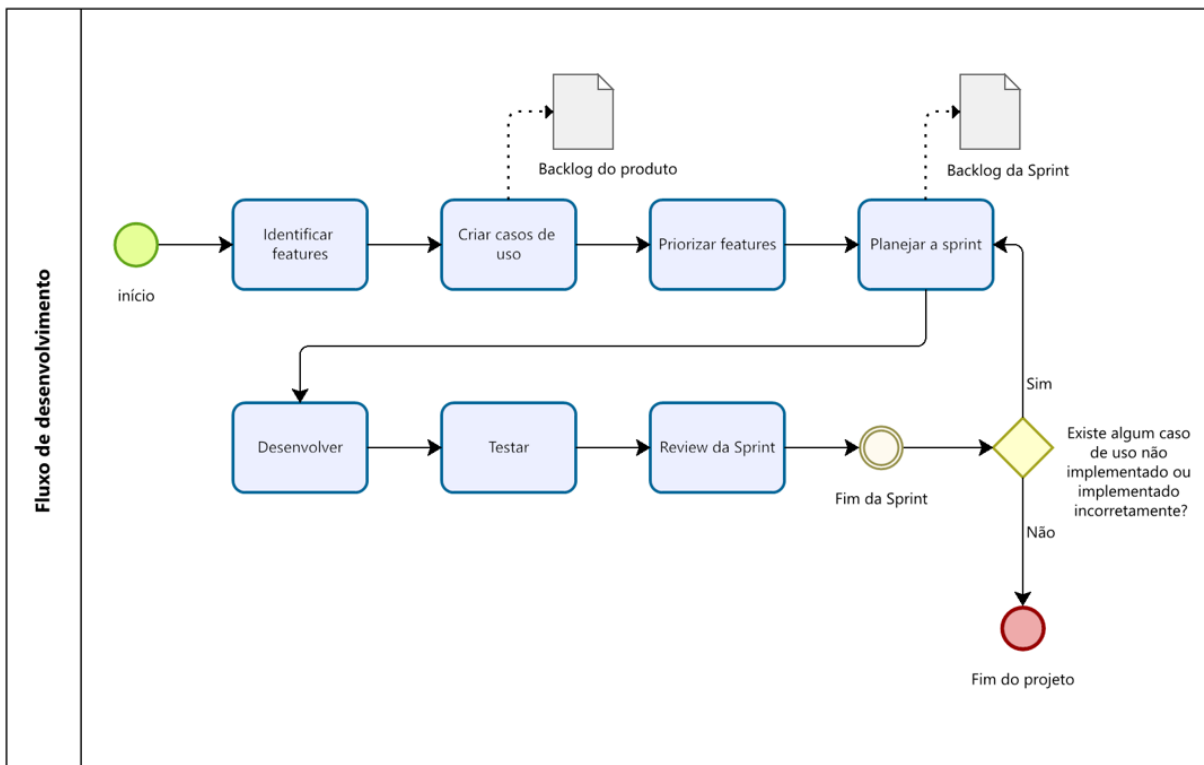 Fluxo de desenvolvimento
Backlog do produto
Backlog da Sprint
Identificar
features
Criar casos de
uso
Priorizar features
Planejar a sprint
início
Sim
Desenvolver
Testar
Review da Sprint
Fim da Sprint
Existe algum caso
de uso não
implementado ou
implementado
incorretamente?
Não
Fim do projeto